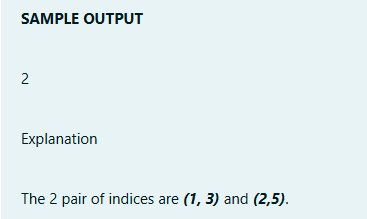 SAMPLE OUTPUT
2
Explanation
The 2 pair of indices are (1, 3) and (2,5).